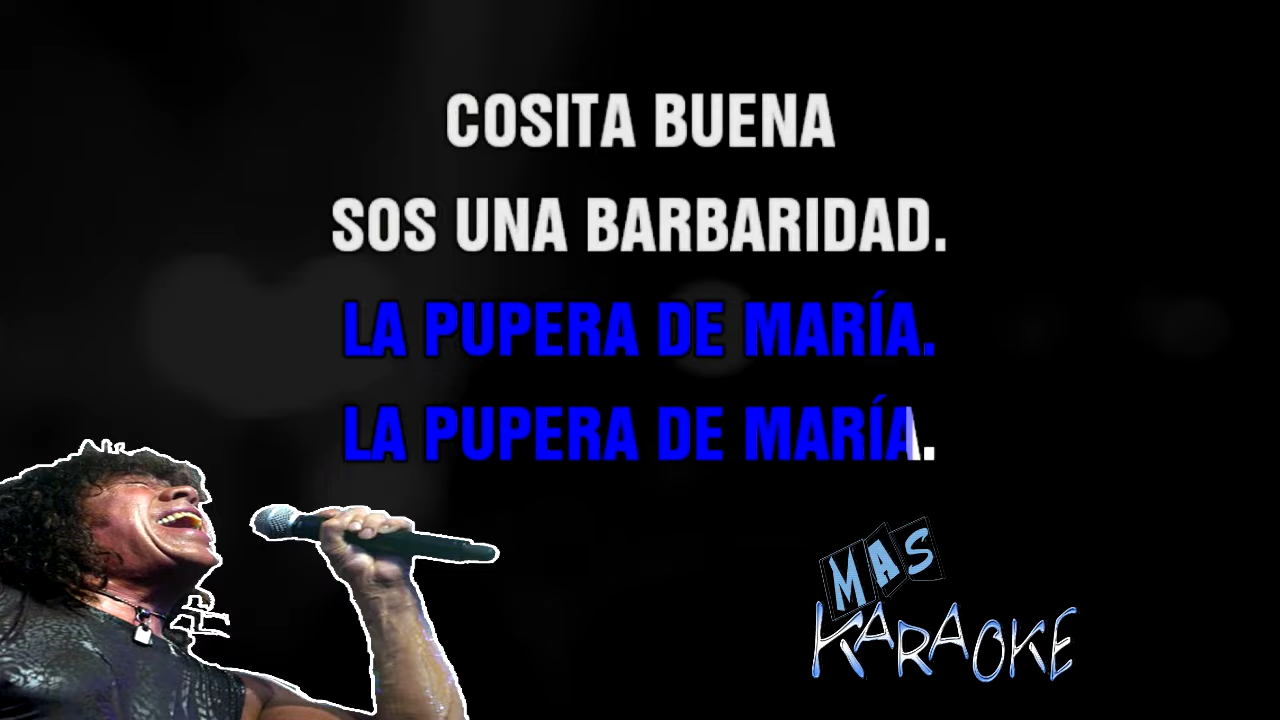 COSITA BUENA
SOS UNA BARBARIDAD.
LA PUPERA DE MARÍA.
LA PUPERA DE MARÍA.
MAS
KARAOKE